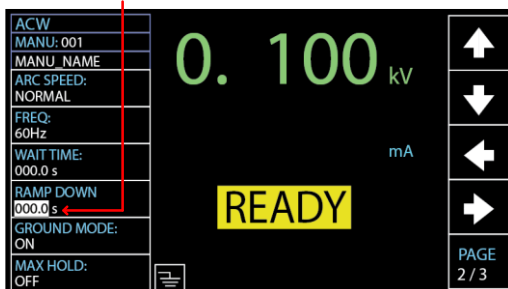 ACW
MANU: 001
MANU_NAME
ARC SPEED:
NORMAL
FREQ:
60Hz
WAIT TIME:
000.0 s
RAMP DOWN
000.0 s
GROUND MODE:
ON
MAX HOLD:
OFF
0. 100 kV
mA
READY
PAGE
2 / 3